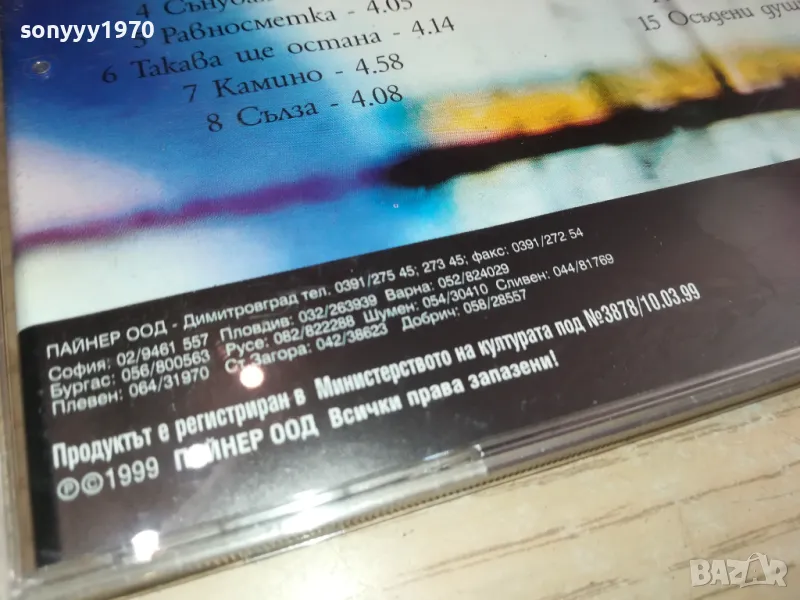 sonyyy1970
5 Равносметка - 4.05
6 Такава ще остана - 4.14
7 Камино - 4.58
8 Сълза - 4.08
15 Осъдени души
ПАЙНЕР ООД - Димитровград тел. 0391/275 45; 273 45; факс: 0391/272 54
София: 02/9461 557 Пловдив: 032/263939 Варна: 052/824029
Бургас: 056/800563 Русе: 082/822288 Шумен: 054/30410 Сливен: 044/81769
Плевен: 064/31970 Ст. Загора: 042/38623 Добрич: 058/28557
Продуктът е регистриран в Министерството на културата под №3878/10.03.99
℗©1999 ПАЙНЕР ООД Всички права запазени!
BAZAR